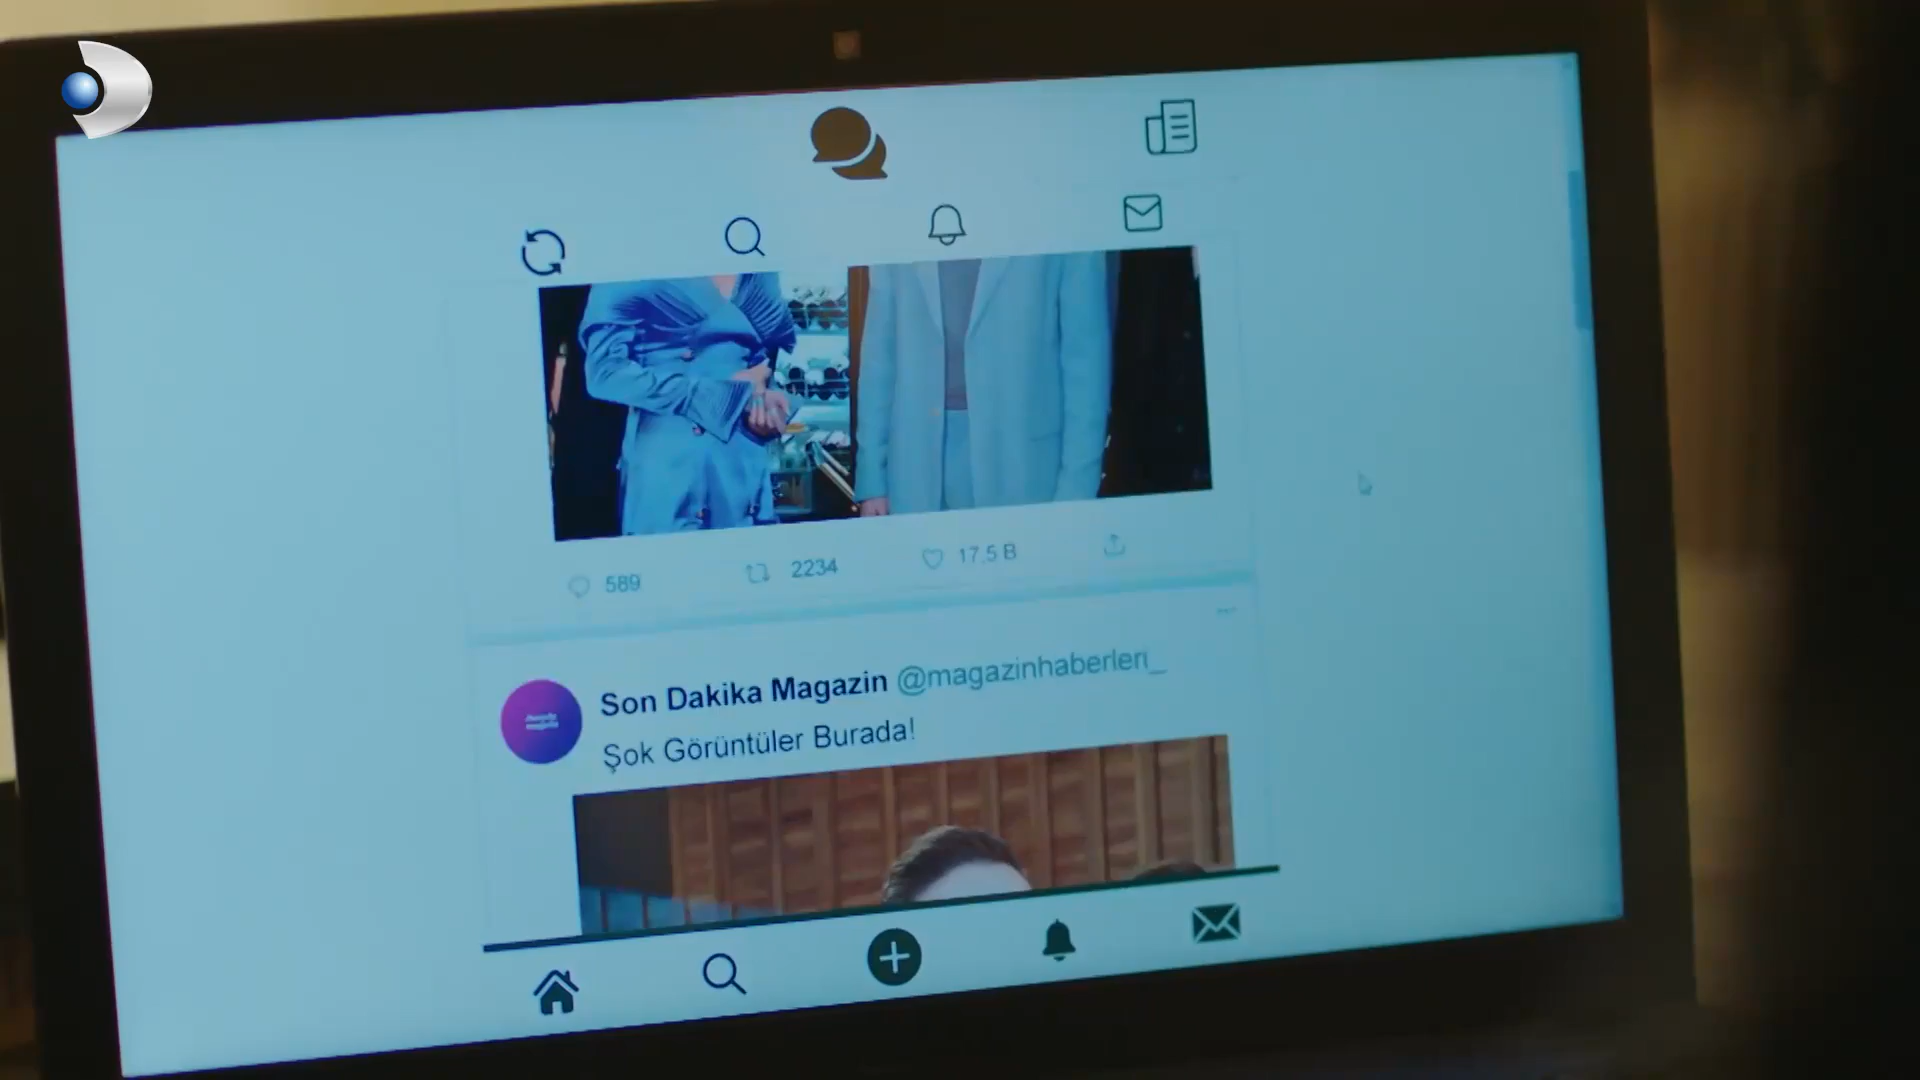 589 2234 17,5 B
Son Dakika Magazin @magazinhaberleri_
Şok Görüntüler Burada!